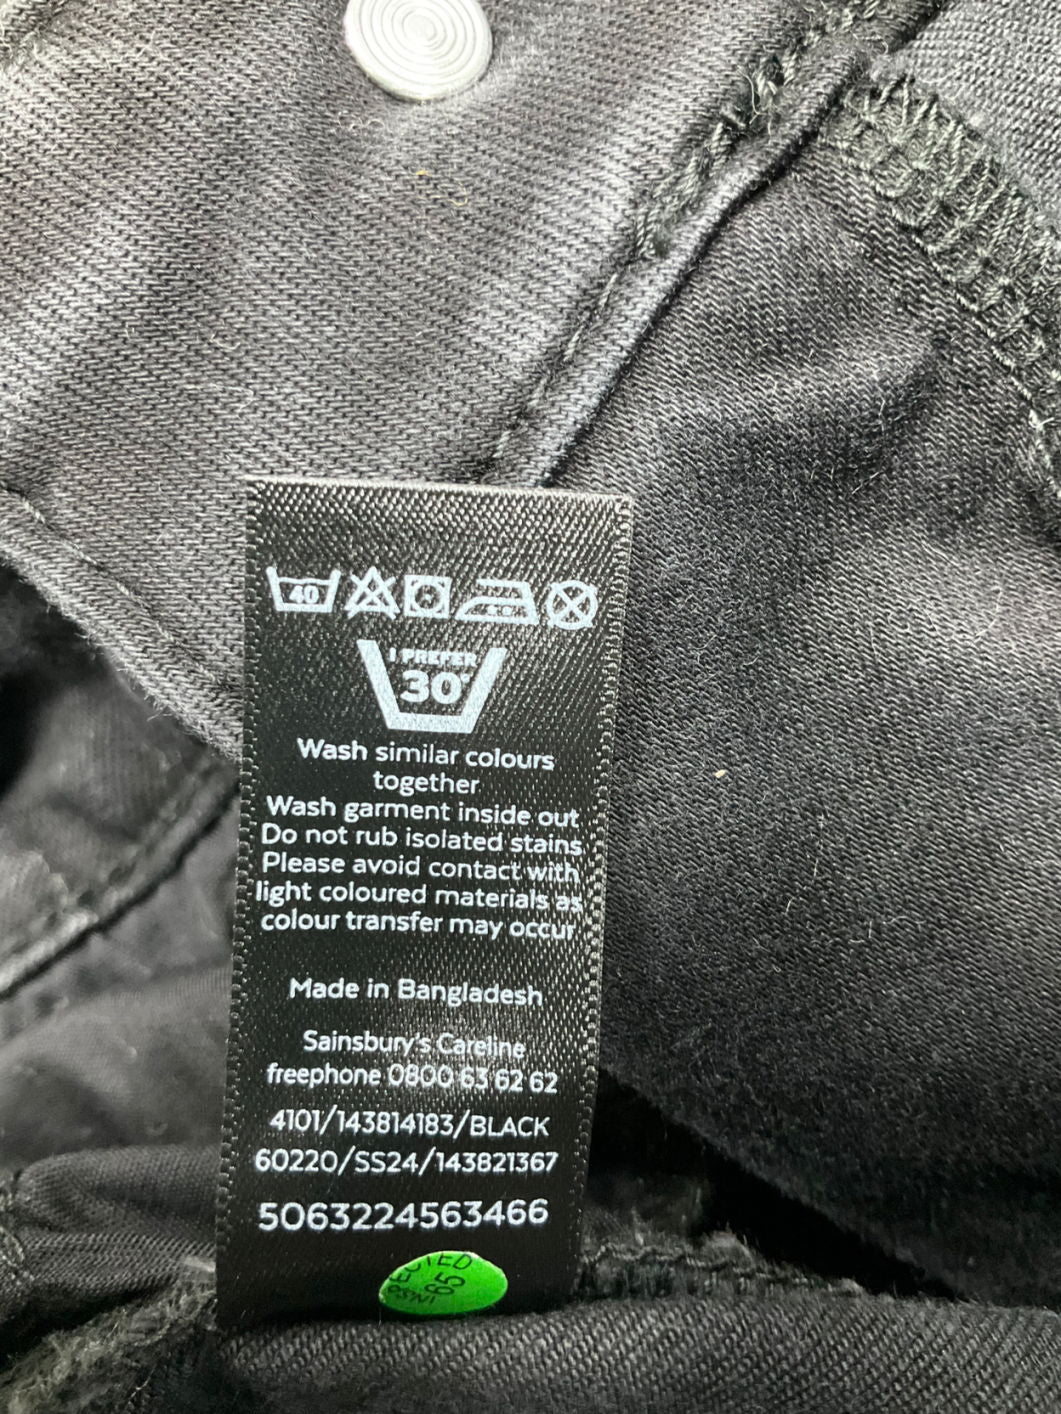 40
I PREFER
30°
Wash similar colours
together
Wash garment inside out
Do not rub isolated stains
Please avoid contact with
light coloured materials as
colour transfer may occur
Made in Bangladesh
Sainsbury's Careline
freephone 0800 63 62 62
4101/143814183/BLACK
60220/SS24/143821367
5063224563466
INSPECTED
65